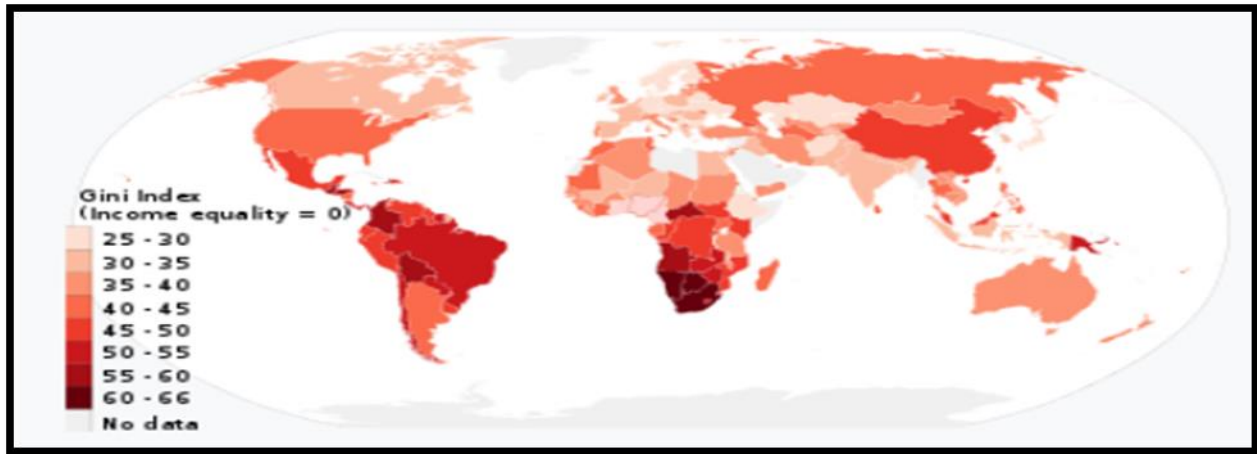 Gini Index
(Income equality = 0)
25 - 30
30 - 35
35 - 40
40 - 45
45 - 50
50 - 55
55 - 60
60 - 66
No data